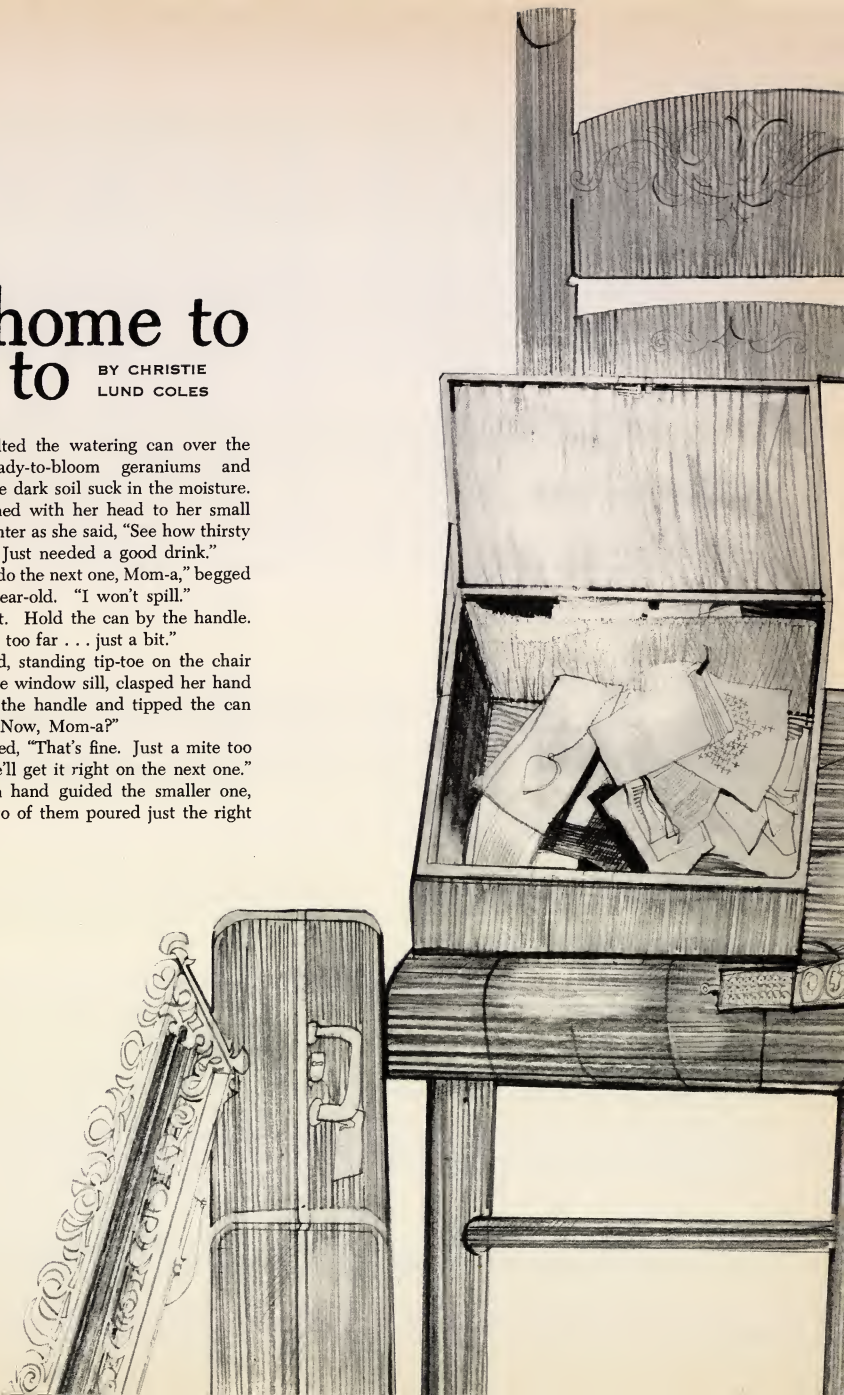 home to
to BY CHRISTIE
LUND COLES
lted the watering can over the
ady-to-bloom geraniums and
e dark soil suck in the moisture.
ned with her head to her small
nter as she said, “See how thirsty
Just needed a good drink.”
do the next one, Mom-a,” begged
ear-old. “I won’t spill.”
t. Hold the can by the handle.
too far . . . just a bit.”
d, standing tip-toe on the chair
e window sill, clasped her hand
the handle and tipped the can
Now, Mom-a?”
ed, “That’s fine. Just a mite too
e’ll get it right on the next one.”
n hand guided the smaller one,
o of them poured just the right